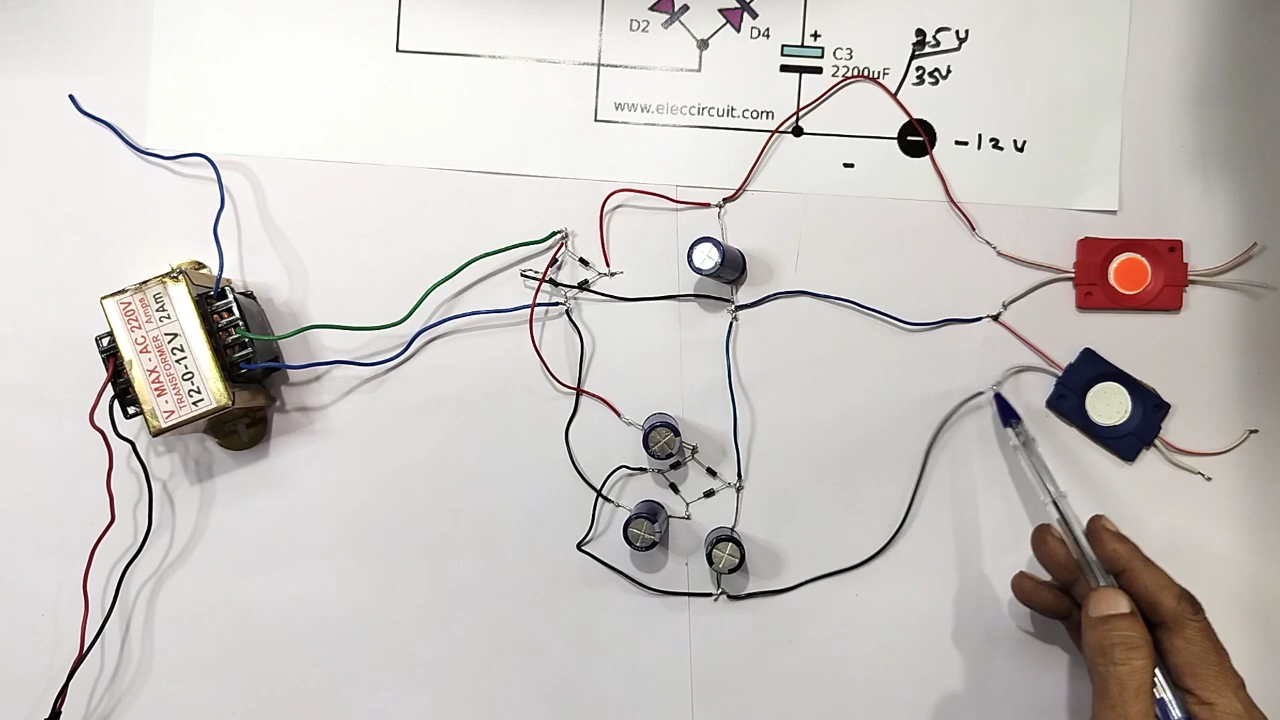 D2
D4
+
C3
2200uF
25V
35V
www.eleccircuit.com
-12V
-
V-MAX-AC 220V
TRANSFORMER Amps
12-0-12V 2Am